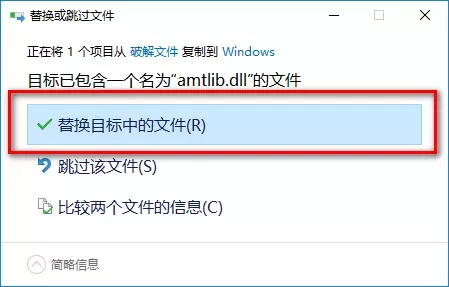 替换或跳过文件
正在将 1 个项目从 破解文件 复制到 Windows
目标已包含一个名为“amtlib.dll”的文件
替换目标中的文件(R)
跳过该文件(S)
比较两个文件的信息(C)
简略信息